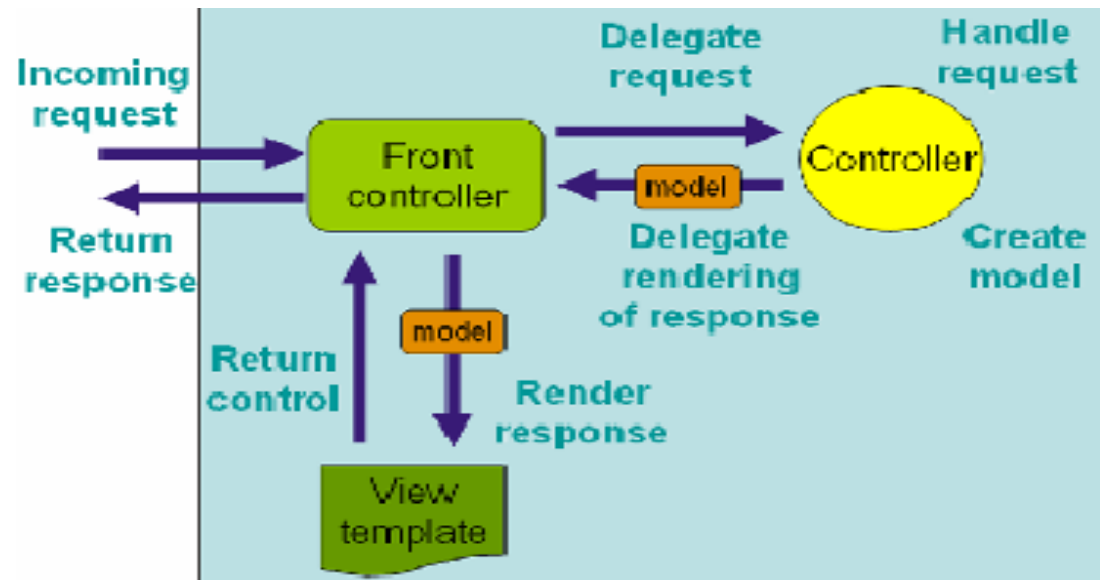 Incoming
request
Return
response
Front
controller
Delegate
request
Handle
request
Controller
model
Delegate
rendering
of response
Create
model
Return
control
model
Render
response
View
template